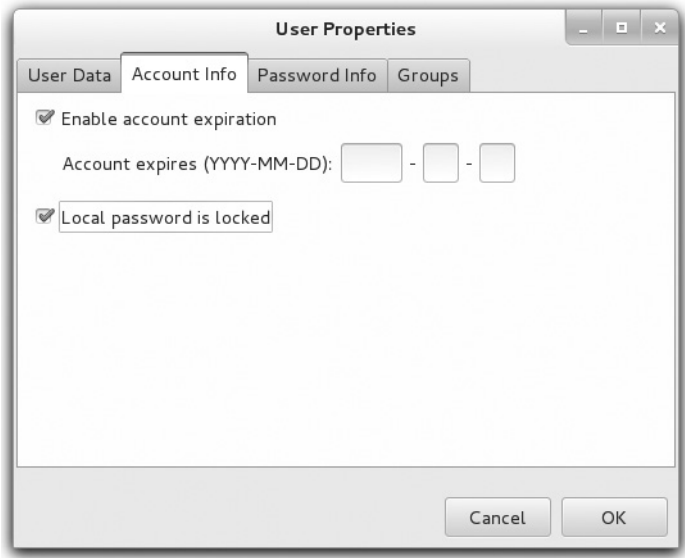 User Properties
User Data Account Info Password Info Groups
Enable account expiration
Account expires (YYYY-MM-DD): - -
Local password is locked
Cancel OK